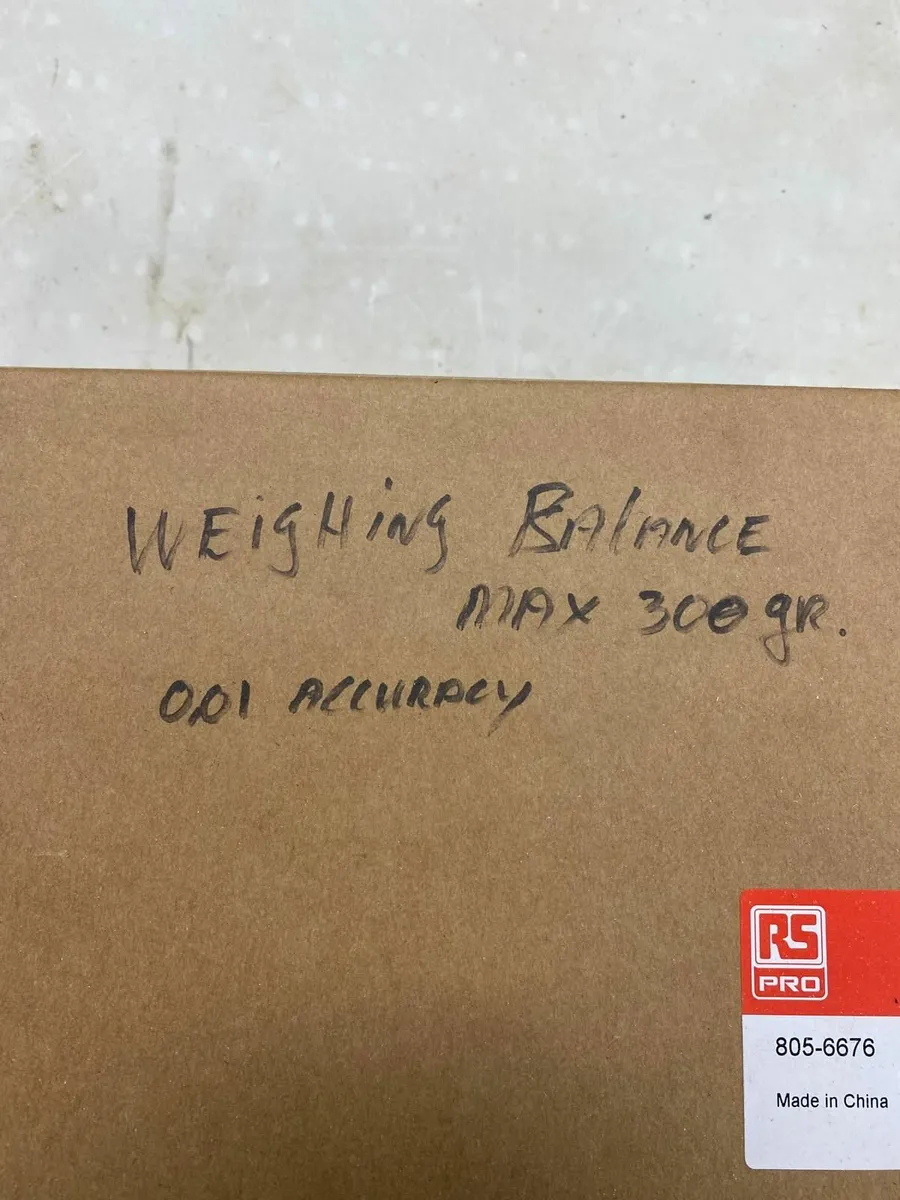 WEigHiNg BAlANCE
MAX 300 gR.
0.01 ACCURACY
RS
PRO
805-6676
Made in China